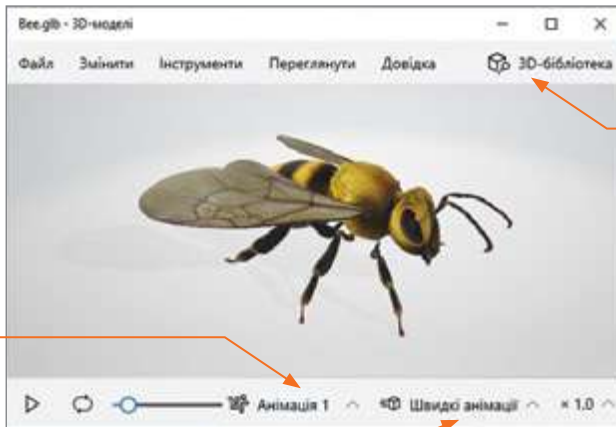 Bee.glb - 3D-моделі
Файл Змінити Інструменти Переглянути Довідка 3D-бібліотека
Анімація 1 Швидкі анімації × 1.0